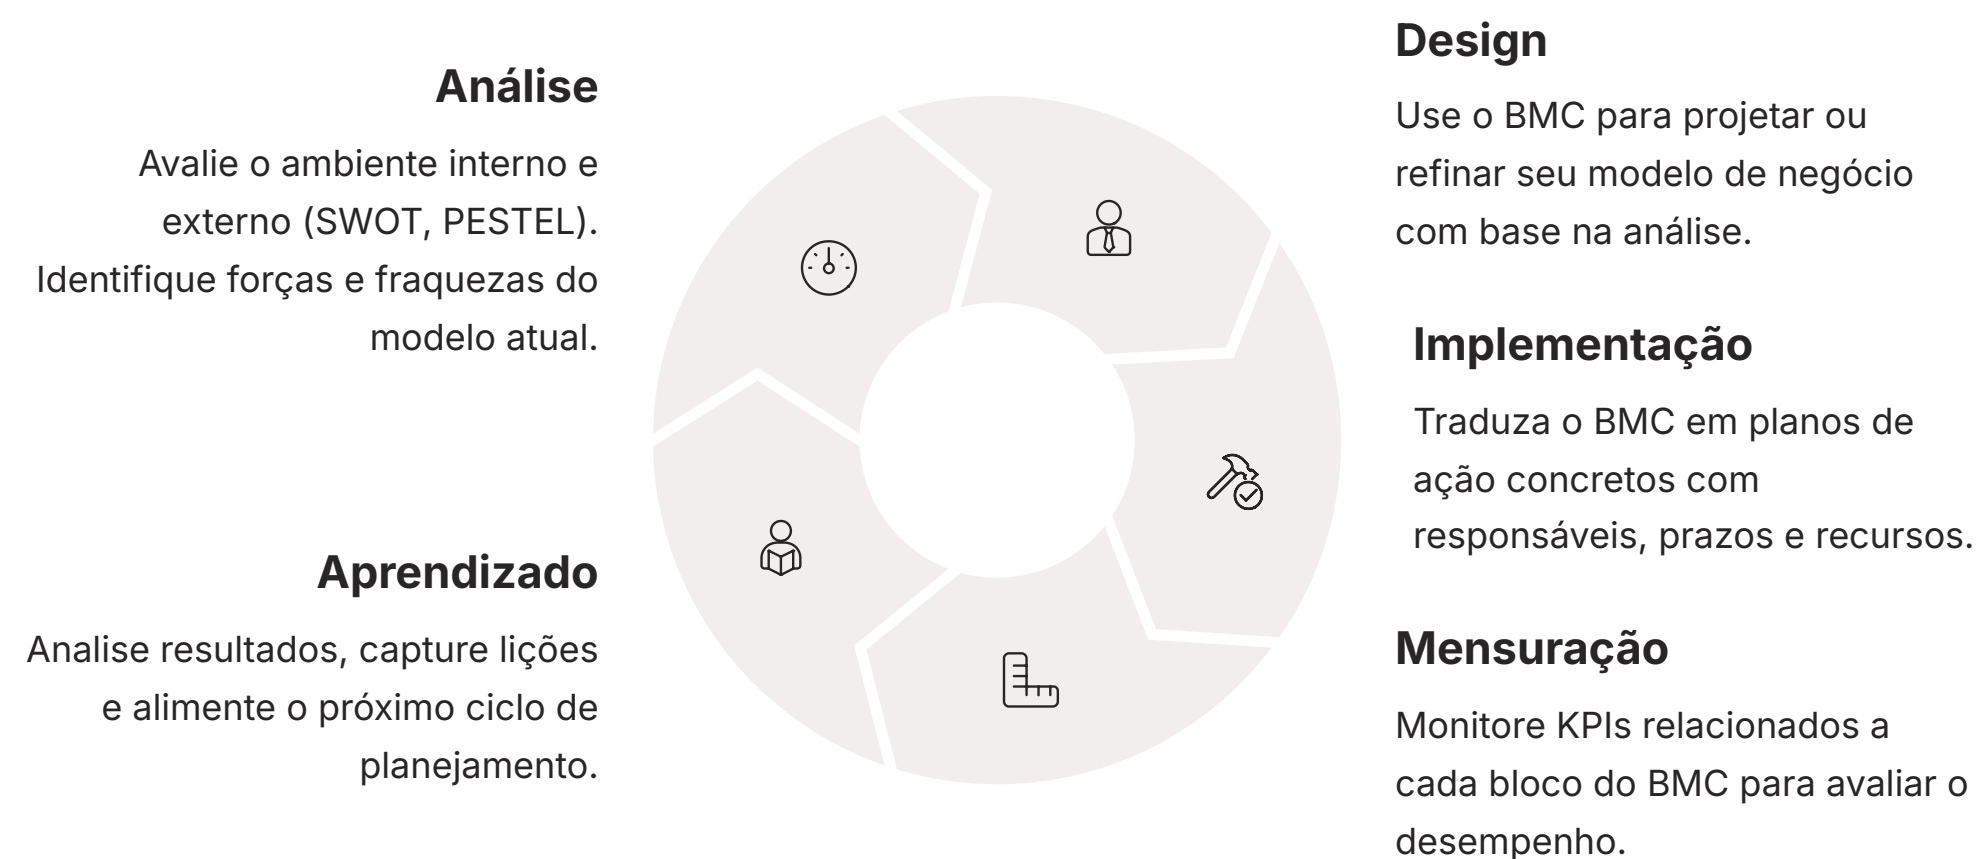 Análise
Avalie o ambiente interno e
externo (SWOT, PESTEL).
Identifique forças e fraquezas do
modelo atual.
Design
Use o BMC para projetar ou
refinar seu modelo de negócio
com base na análise.
Implementação
Traduza o BMC em planos de
ação concretos com
responsáveis, prazos e recursos.
Mensuração
Monitore KPIs relacionados a
cada bloco do BMC para avaliar o
desempenho.
Aprendizado
Analise resultados, capture lições
e alimente o próximo ciclo de
planejamento.